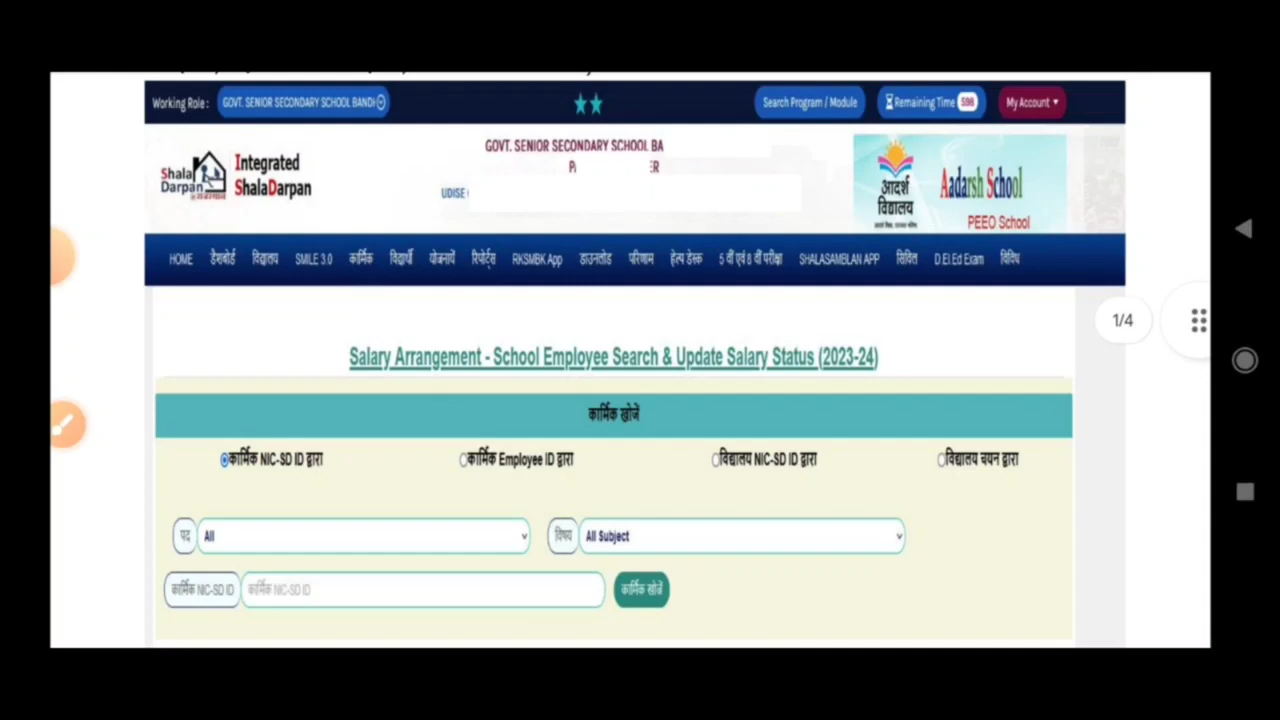 Working Role : GOVT. SENIOR SECONDARY SCHOOL BANDI Search Program / Module Remaining Time 598 My Account
Shala Darpan Integrated ShalaDarpan
GOVT. SENIOR SECONDARY SCHOOL BA
UDISE
आदर्श विद्यालय Aadarsh School
PEEO School
HOME डैशबोर्ड विद्यालय SMILE 3.0 कार्मिक विद्यार्थी योजनायें रिपोर्ट्स RKSMBK App डाउनलोड परिणाम हेल्प डेस्क 5 वीं एवं 8 वीं परीक्षा SHALASAMBLAN APP सिविल D.El.Ed Exam विविध
1/4
Salary Arrangement - School Employee Search & Update Salary Status (2023-24)
कार्मिक खोजें
कार्मिक NIC-SD ID द्वारा कार्मिक Employee ID द्वारा विद्यालय NIC-SD ID द्वारा विद्यालय चयन द्वारा
पद All विषय All Subject
कार्मिक NIC-SD ID कार्मिक NIC-SD ID कार्मिक खोजें